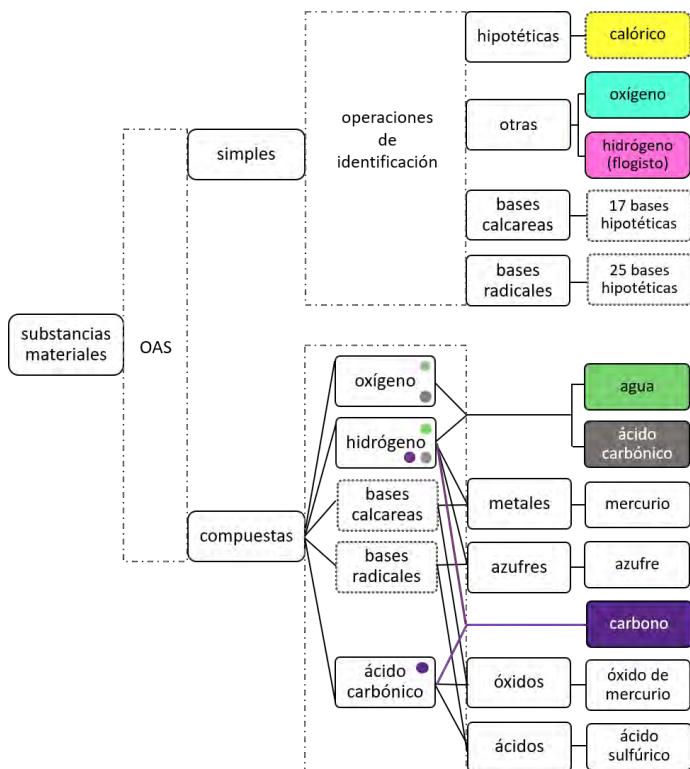 substancias
materiales
OAS
simples
operaciones
de
identificación
hipotéticas
calórico
otras
oxígeno
hidrógeno
(flogisto)
bases
calcareas
17 bases
hipotéticas
bases
radicales
25 bases
hipotéticas
compuestas
oxígeno
hidrógeno
bases
calcareas
bases
radicales
ácido
carbónico
agua
ácido
carbónico
metales
mercurio
azufres
azufre
carbono
óxidos
óxido de
mercurio
ácidos
ácido
sulfúrico